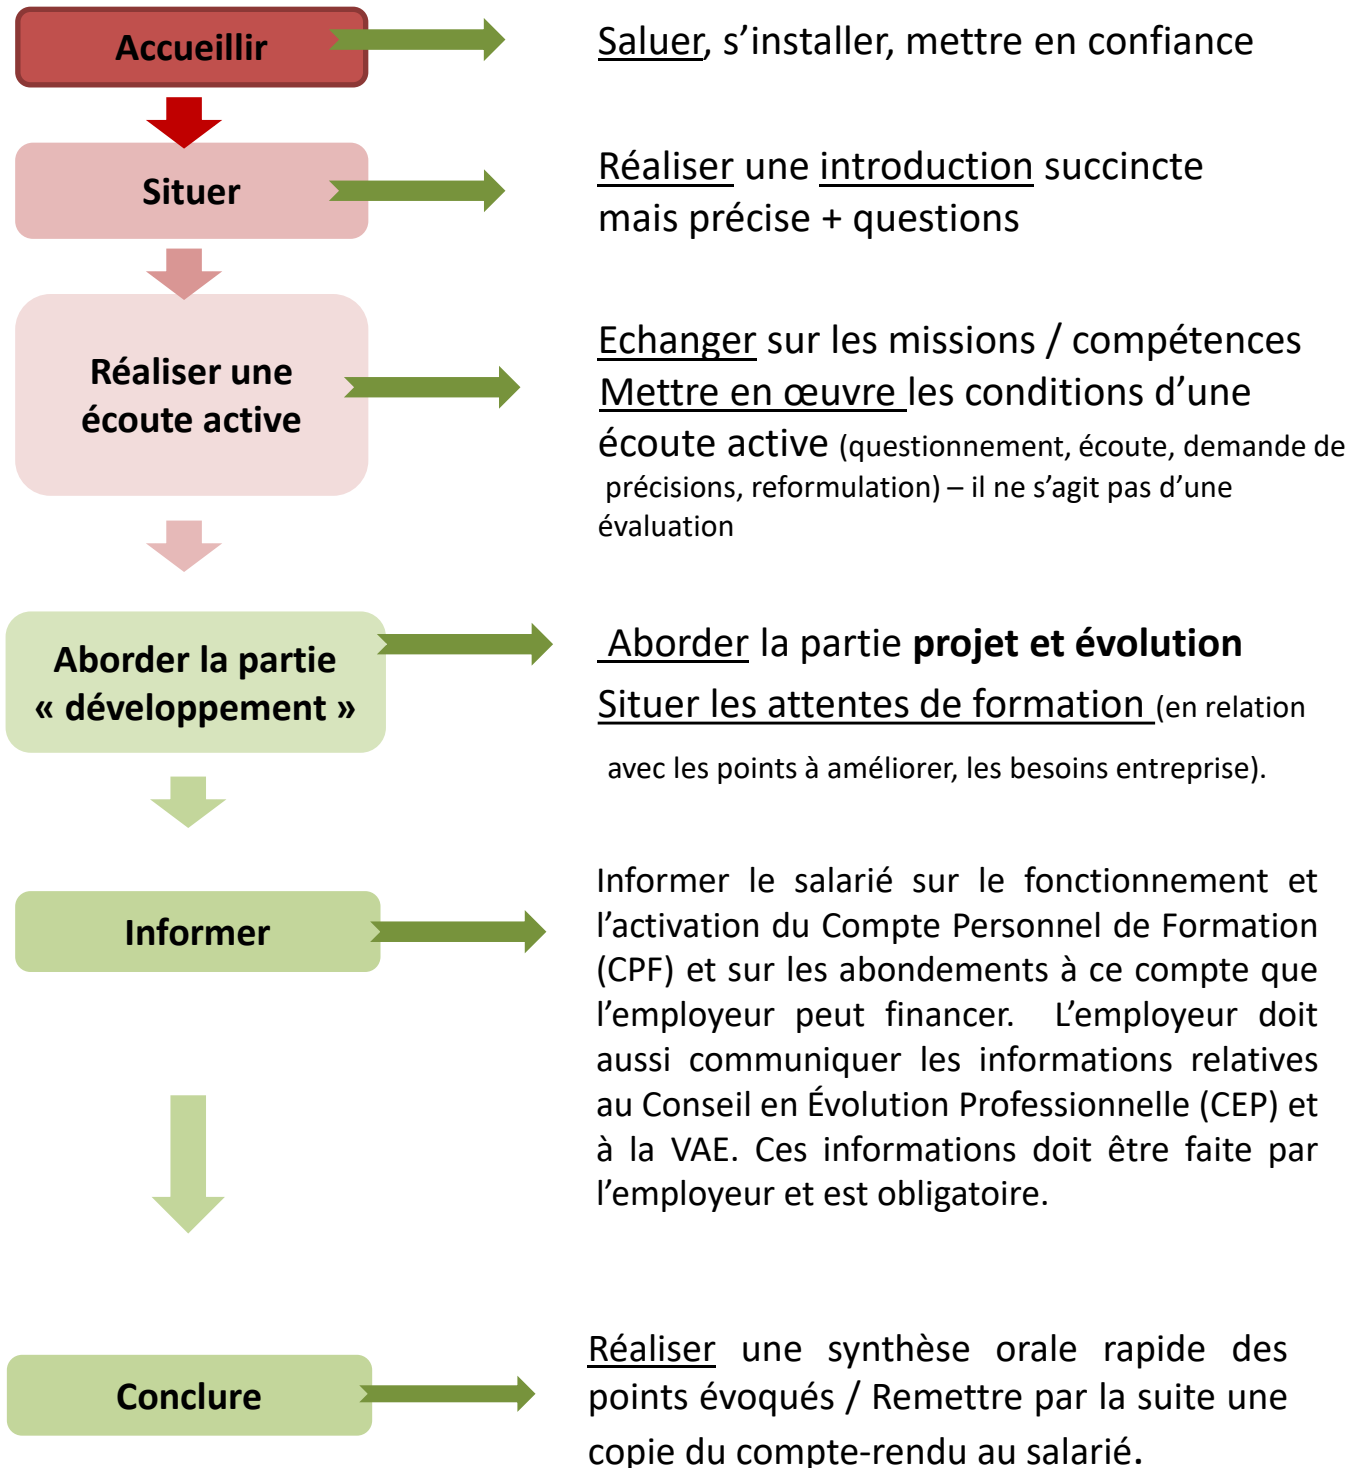 Accueillir
Saluer, s’installer, mettre en confiance
Situer
Réaliser une introduction succincte
mais précise + questions
Réaliser une
écoute active
Echanger sur les missions / compétences
Mettre en œuvre les conditions d’une
écoute active (questionnement, écoute, demande de
précisions, reformulation) – il ne s’agit pas d’une
évaluation
Aborder la partie
« développement »
Aborder la partie projet et évolution
Situer les attentes de formation (en relation
avec les points à améliorer, les besoins entreprise).
Informer
Informer le salarié sur le fonctionnement et
l’activation du Compte Personnel de Formation
(CPF) et sur les abondements à ce compte que
l’employeur peut financer. L’employeur doit
aussi communiquer les informations relatives
au Conseil en Évolution Professionnelle (CEP) et
à la VAE. Ces informations doit être faite par
l’employeur et est obligatoire.
Conclure
Réaliser une synthèse orale rapide des
points évoqués / Remettre par la suite une
copie du compte-rendu au salarié.